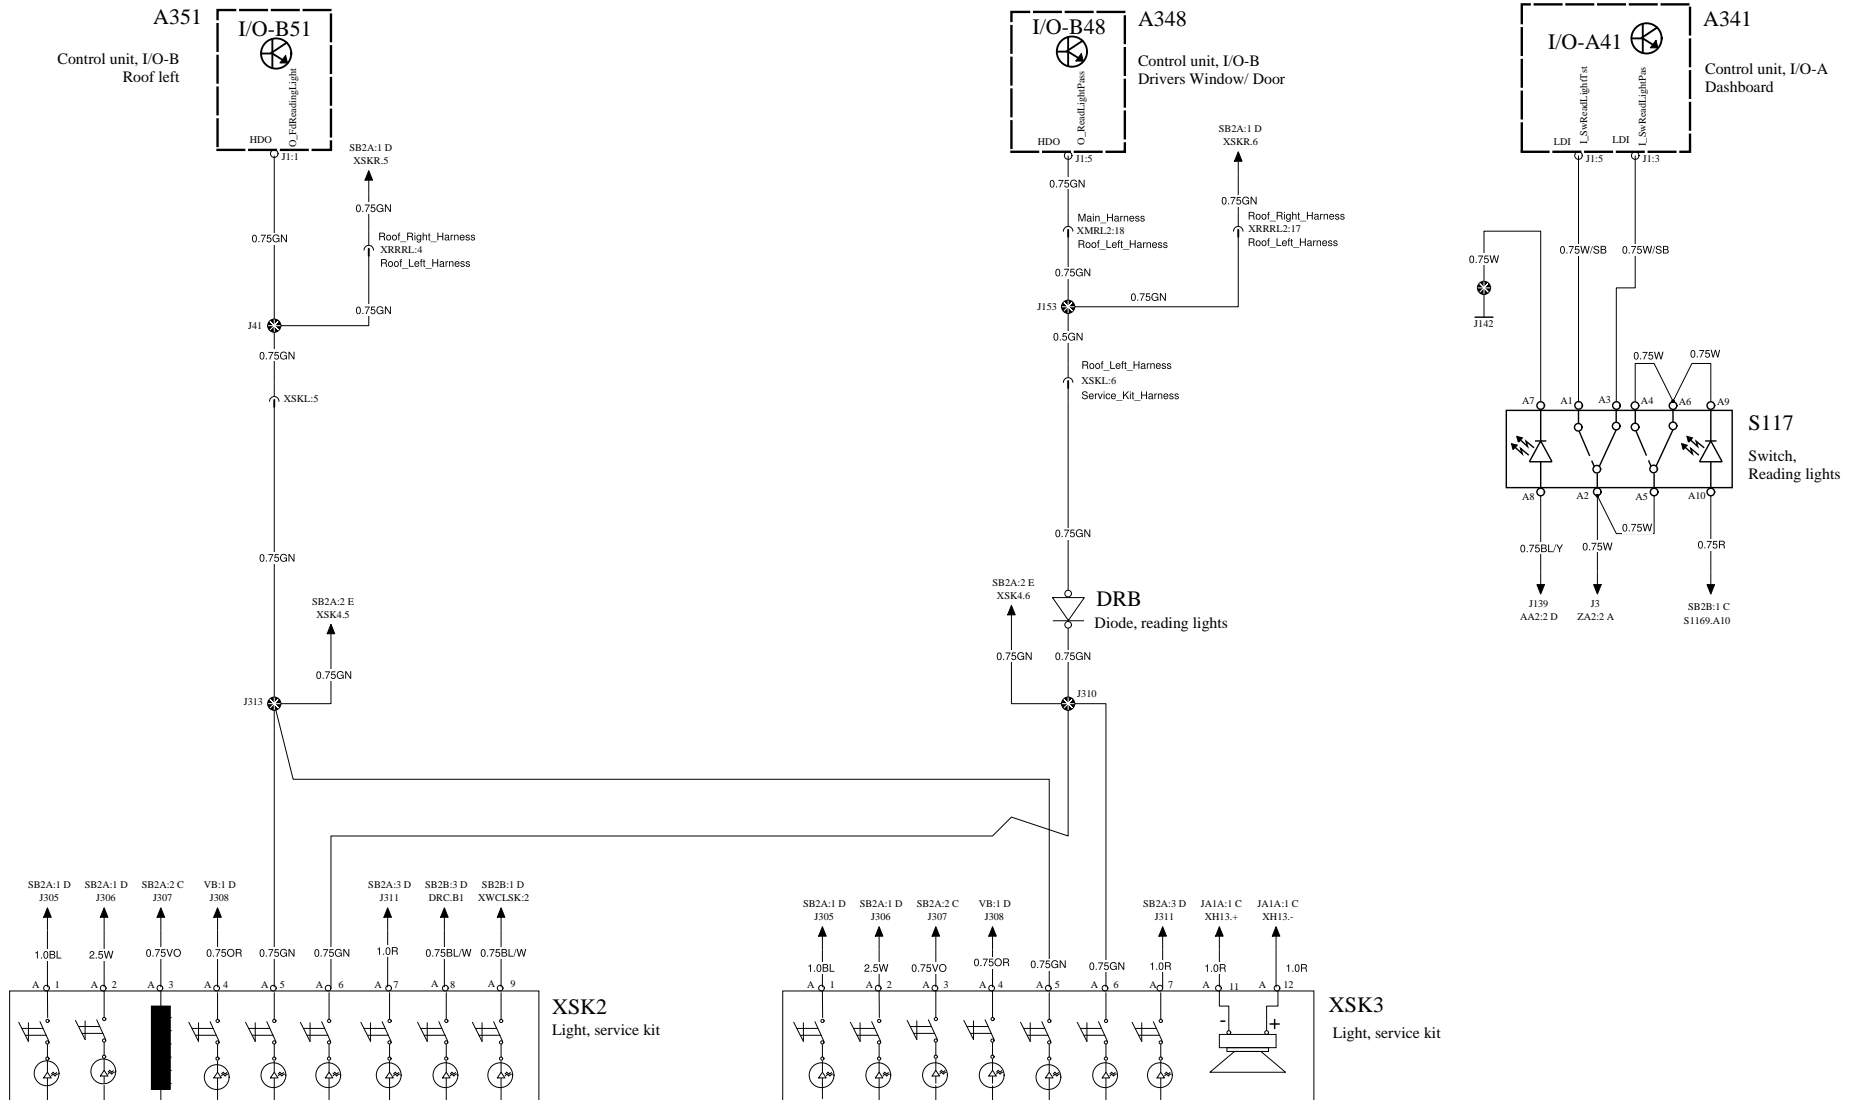 A351
I/O-B51
Control unit, I/O-B
Roof left
O_FdReadingLight
HDO
J1:1
SB2A:1 D
XSKR.5
0.75GN
0.75GN
Roof_Right_Harness
XRRRL:4
Roof_Left_Harness
0.75GN
J41
0.75GN
XSKL:5
0.75GN
SB2A:2 E
XSK4.5
0.75GN
J313
A348
I/O-B48
Control unit, I/O-B
Drivers Window/ Door
O_ReadLightPass
HDO
J1:5
0.75GN
SB2A:1 D
XSKR.6
0.75GN
Main_Harness
XMRL2:18
Roof_Left_Harness
Roof_Right_Harness
XRRRL2:17
Roof_Left_Harness
0.75GN
0.75GN
J153
0.5GN
Roof_Left_Harness
XSKL:6
Service_Kit_Harness
0.75GN
SB2A:2 E
XSK4.6
DRB
Diode, reading lights
0.75GN
0.75GN
J310
A341
I/O-A41
Control unit, I/O-A
Dashboard
I_SwReadLightTst
I_SwReadLightPas
LDI
LDI
J1:5
J1:3
0.75W
0.75W/SB
0.75W/SB
J142
0.75W
0.75W
A7
A1
A3
A4
A6
A9
S117
Switch,
Reading lights
A8
A2
A5
A10
0.75W
0.75BL/Y
0.75W
0.75R
J139
AA2:2 D
J3
ZA2:2 A
SB2B:1 C
S1169.A10
SB2A:1 D
J305
SB2A:1 D
J306
SB2A:2 C
J307
VB:1 D
J308
SB2A:3 D
J311
SB2B:3 D
DRC.B1
SB2B:1 D
XWCLSK:2
1.0BL
2.5W
0.75VO
0.75OR
0.75GN
0.75GN
1.0R
0.75BL/W
0.75BL/W
A 1
A 2
A 3
A 4
A 5
A 6
A 7
A 8
A 9
XSK2
Light, service kit
SB2A:1 D
J305
SB2A:1 D
J306
SB2A:2 C
J307
VB:1 D
J308
SB2A:3 D
J311
JA1A:1 C
XH13.+
JA1A:1 C
XH13.-
1.0BL
2.5W
0.75VO
0.75OR
0.75GN
0.75GN
1.0R
1.0R
1.0R
A 1
A 2
A 3
A 4
A 5
A 6
A 7
A 11
A 12
- +
XSK3
Light, service kit